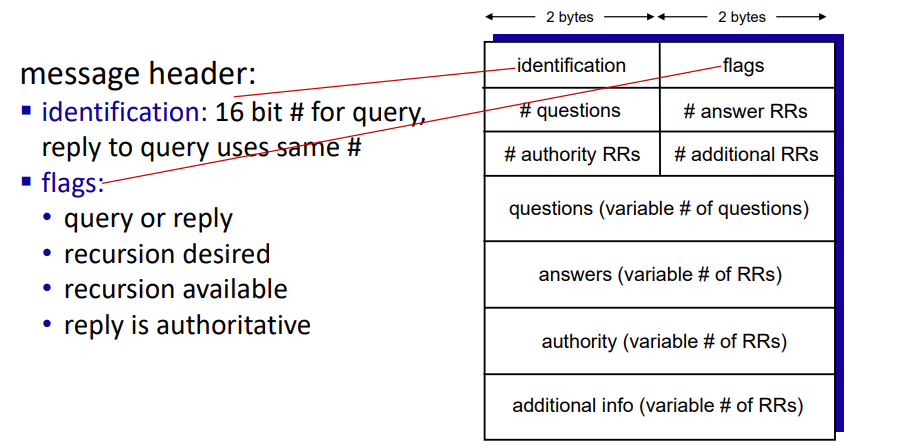 message header:
▪ identification: 16 bit # for query,
reply to query uses same #
▪ flags:
• query or reply
• recursion desired
• recursion available
• reply is authoritative
2 bytes 2 bytes
identification flags
# questions # answer RRs
# authority RRs # additional RRs
questions (variable # of questions)
answers (variable # of RRs)
authority (variable # of RRs)
additional info (variable # of RRs)